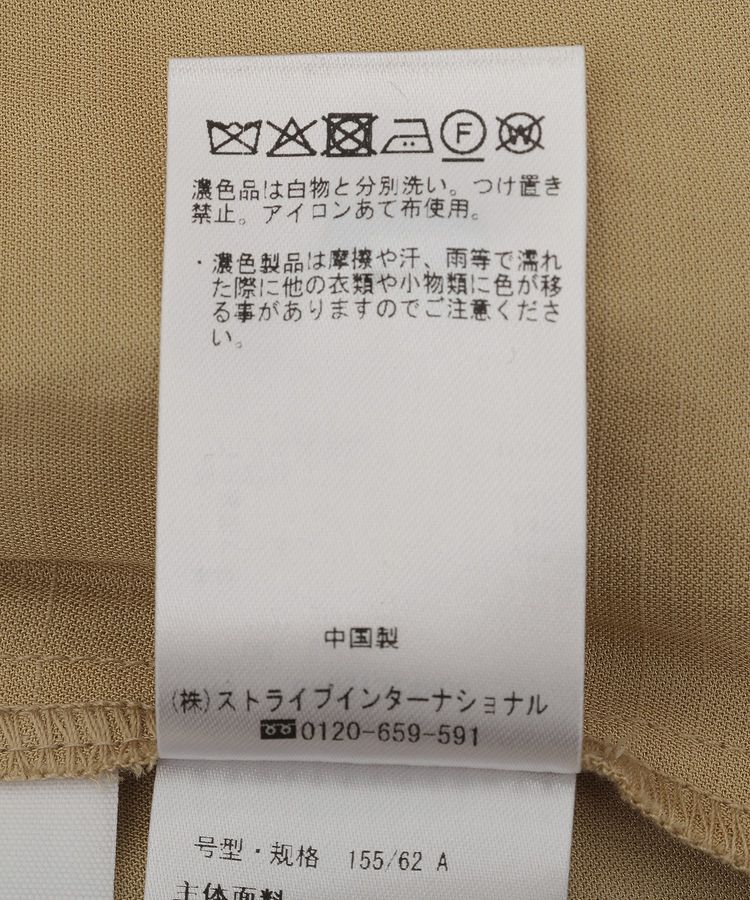 F W
濃色品は白物と分別洗い。つけ置き
禁止。アイロンあて布使用。
・濃色製品は摩擦や汗、雨等で濡れ
た際に他の衣類や小物類に色が移
る事がありますのでご注意くださ
い。
中国製
(株)ストライプインターナショナル
0120-659-591
号型・规格 155/62 A
主体面料